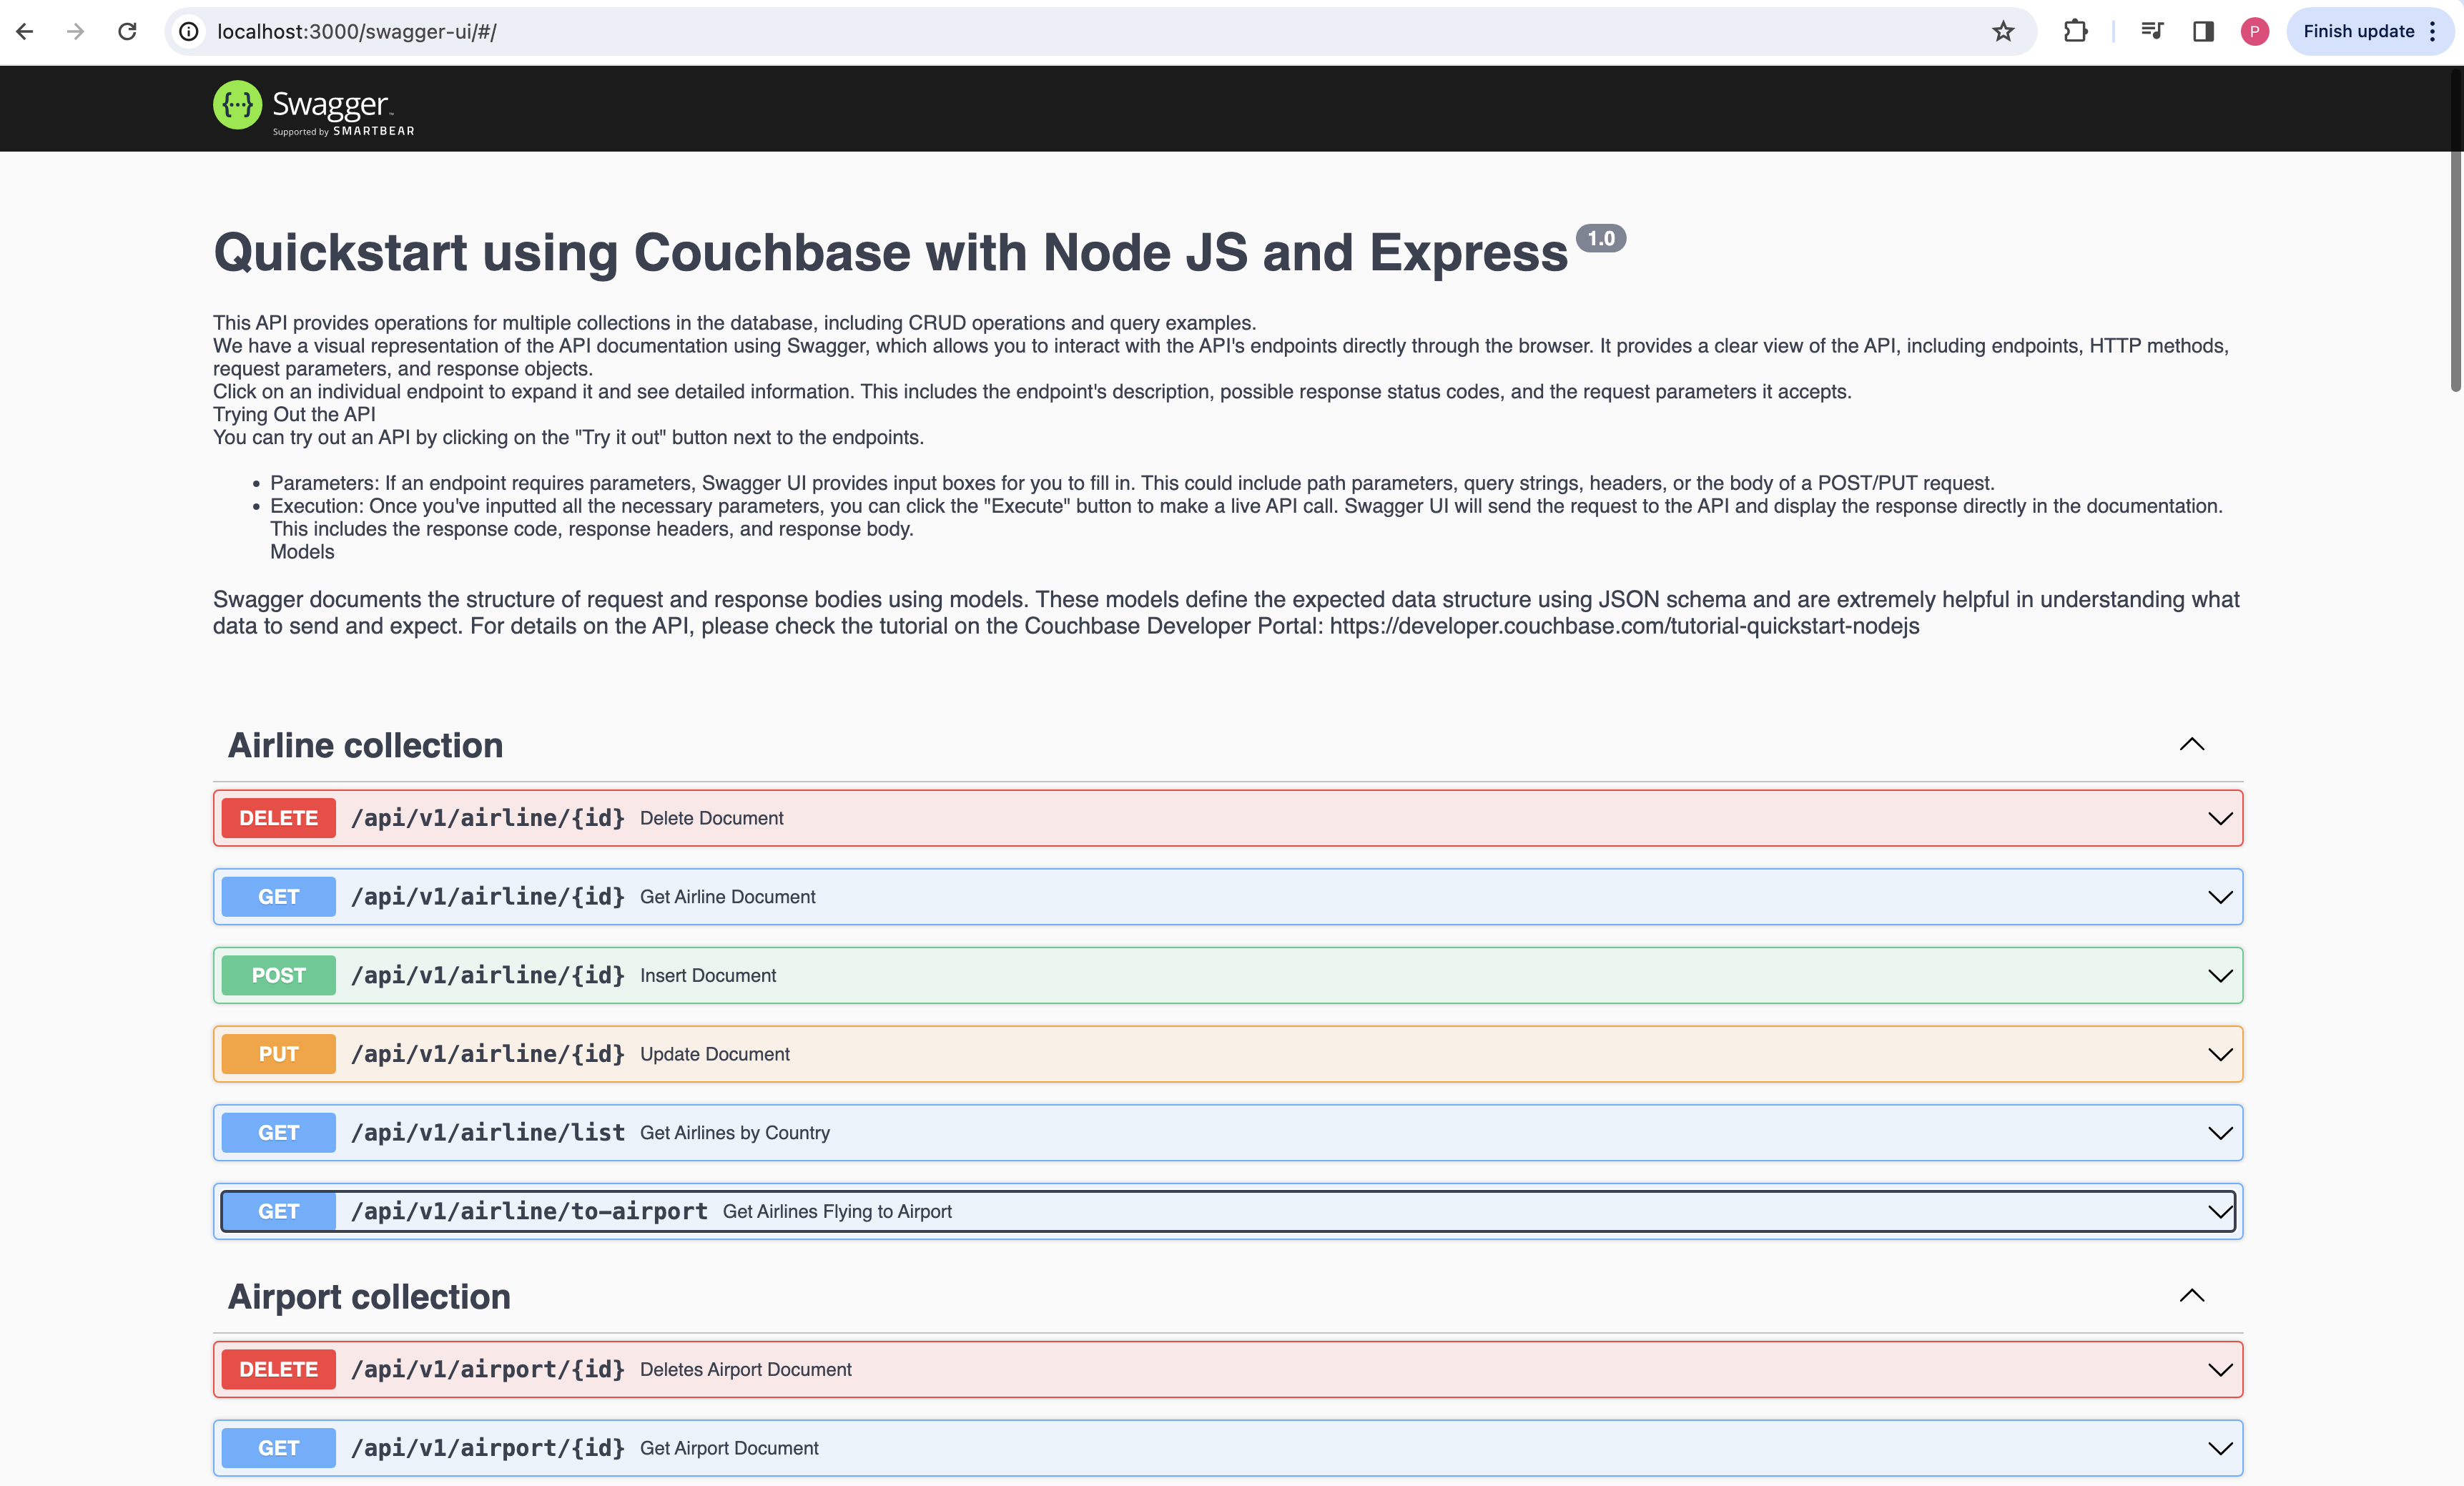 localhost:3000/swagger-ui/#/
P
Finish update
{···} Swagger™
Supported by SMARTBEAR
Quickstart using Couchbase with Node JS and Express 1.0
This API provides operations for multiple collections in the database, including CRUD operations and query examples.
We have a visual representation of the API documentation using Swagger, which allows you to interact with the API's endpoints directly through the browser. It provides a clear view of the API, including endpoints, HTTP methods,
request parameters, and response objects.
Click on an individual endpoint to expand it and see detailed information. This includes the endpoint's description, possible response status codes, and the request parameters it accepts.
Trying Out the API
You can try out an API by clicking on the "Try it out" button next to the endpoints.
• Parameters: If an endpoint requires parameters, Swagger UI provides input boxes for you to fill in. This could include path parameters, query strings, headers, or the body of a POST/PUT request.
• Execution: Once you've inputted all the necessary parameters, you can click the "Execute" button to make a live API call. Swagger UI will send the request to the API and display the response directly in the documentation.
This includes the response code, response headers, and response body.
Models
Swagger documents the structure of request and response bodies using models. These models define the expected data structure using JSON schema and are extremely helpful in understanding what
data to send and expect. For details on the API, please check the tutorial on the Couchbase Developer Portal: https://developer.couchbase.com/tutorial-quickstart-nodejs
Airline collection
DELETE /api/v1/airline/{id} Delete Document
GET /api/v1/airline/{id} Get Airline Document
POST /api/v1/airline/{id} Insert Document
PUT /api/v1/airline/{id} Update Document
GET /api/v1/airline/list Get Airlines by Country
GET /api/v1/airline/to-airport Get Airlines Flying to Airport
Airport collection
DELETE /api/v1/airport/{id} Deletes Airport Document
GET /api/v1/airport/{id} Get Airport Document